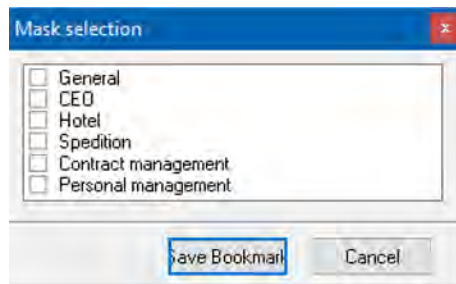 Mask selection
x
General
CEO
Hotel
Spedition
Contract management
Personal management
Save Bookmark Cancel